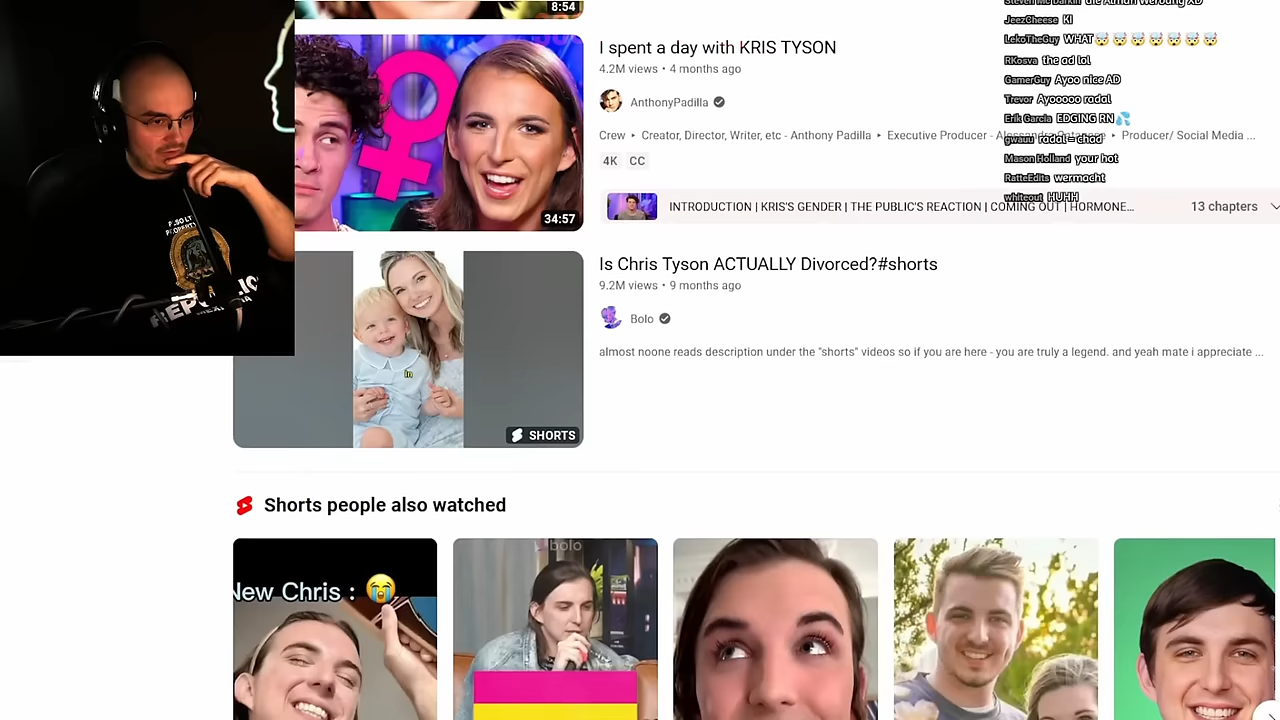 8:54
I spent a day with KRIS TYSON
4.2M views • 4 months ago
AnthonyPadilla
Crew ‣ Creator, Director, Writer, etc - Anthony Padilla ‣ Executive Producer - ‣ Producer/ Social Media ...
4K CC
34:57
INTRODUCTION | KRIS'S GENDER | THE PUBLIC'S REACTION | COMING OUT | HORMONE...
13 chapters
JeezCheese KI
LekoTheGuy WHAT🤯🤯🤯🤯🤯🤯🤯
RKosva the ad lol
GamerGuy Ayoo nice AD
Trevor Ayooooo radal
Erik Garcia EDGING RN💦
gwauu radal = chad
Mason Holland your hot
RatteEdits wermacht
whiteout HUHH
Is Chris Tyson ACTUALLY Divorced?#shorts
9.2M views • 9 months ago
Bolo
almost noone reads description under the "shorts" videos so if you are here - you are truly a legend. and yeah mate i appreciate ...
In
SHORTS
Shorts people also watched
New Chris : 😭
bolo